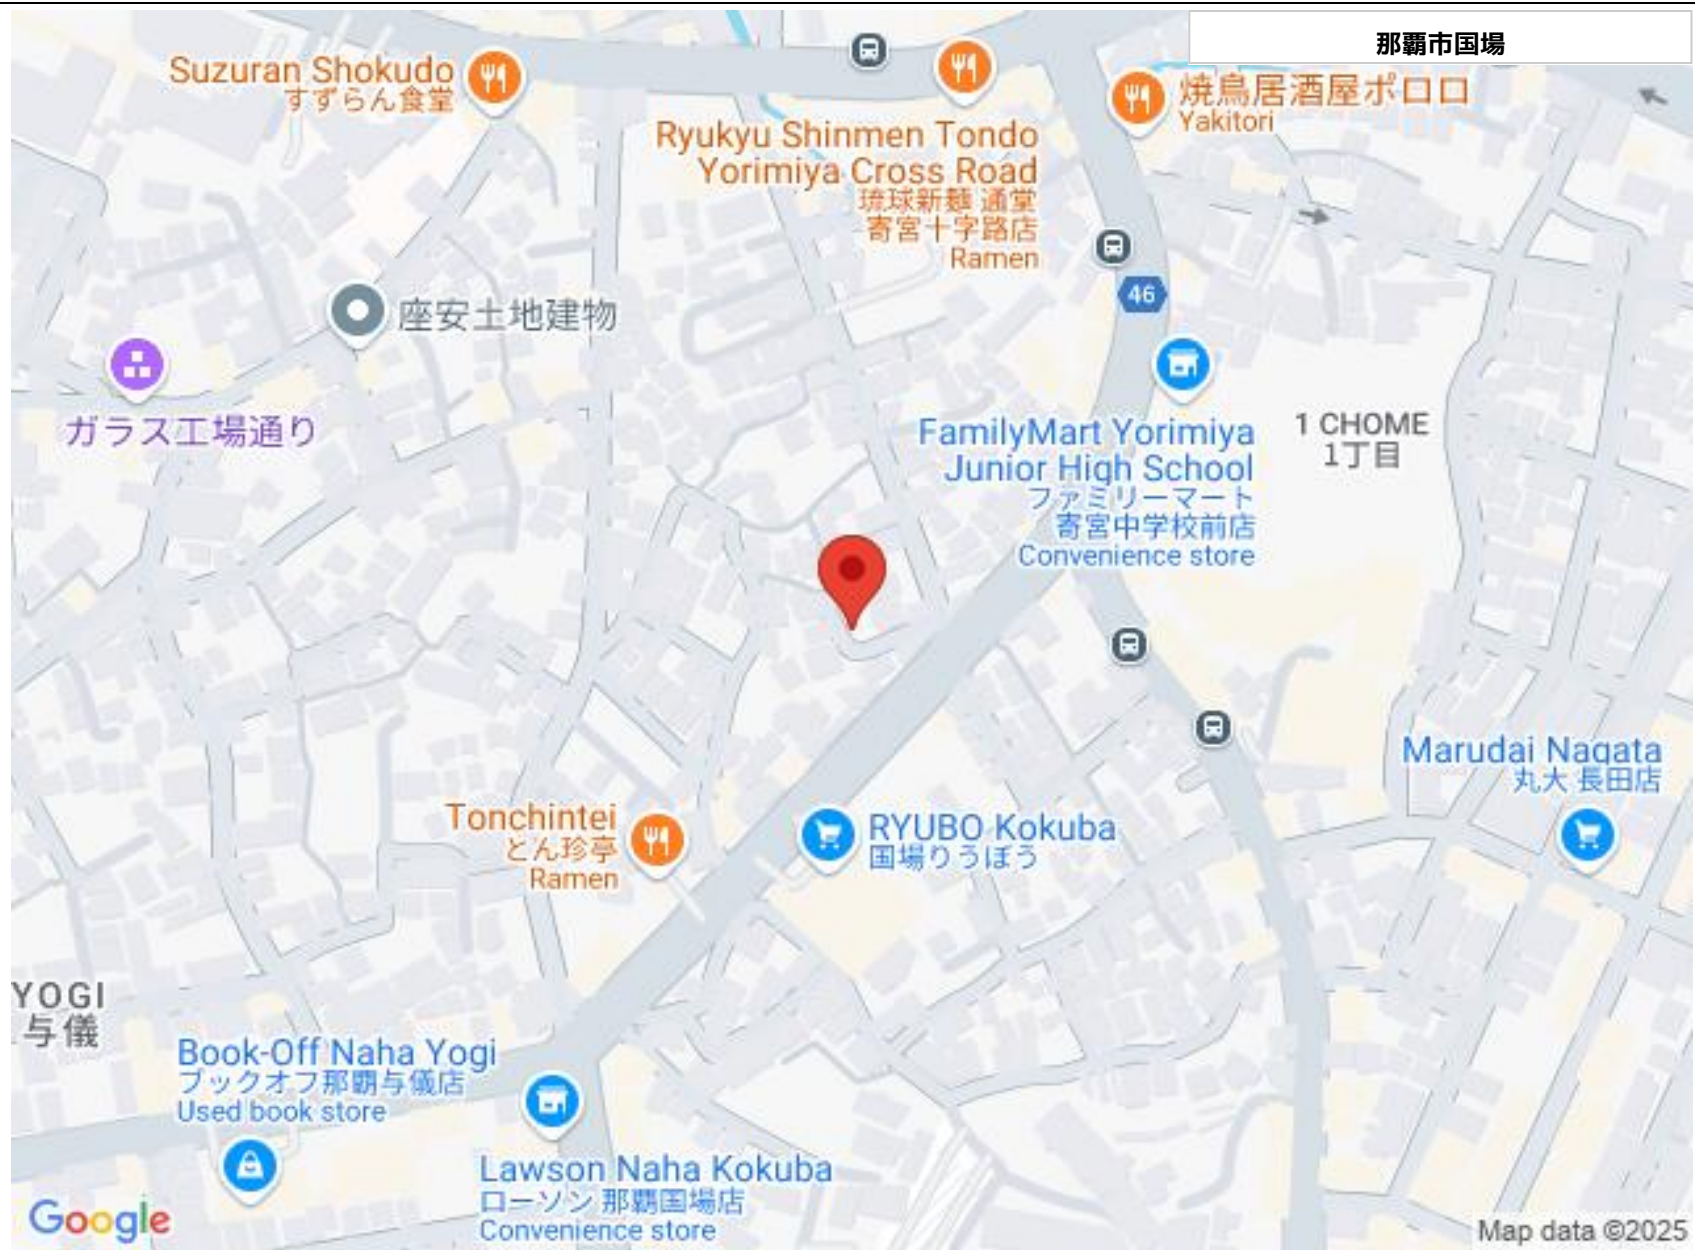 那覇市国場
Suzuran Shokudo
すずらん食堂
焼鳥居酒屋ポロロ
Yakitori
Ryukyu Shinmen Tondo
Yorimiya Cross Road
琉球新麺 通堂
寄宮十字路店
Ramen
46
座安土地建物
ガラス工場通り
FamilyMart Yorimiya
Junior High School
ファミリーマート
寄宮中学校前店
Convenience store
1 CHOME
1丁目
Marudai Nagata
丸大 長田店
Tonchintei
とん珍亭
Ramen
RYUBO Kokuba
国場りうぼう
YOGI
与儀
Book-Off Naha Yogi
ブックオフ那覇与儀店
Used book store
Lawson Naha Kokuba
ローソン 那覇国場店
Convenience store
Google
Map data ©2025